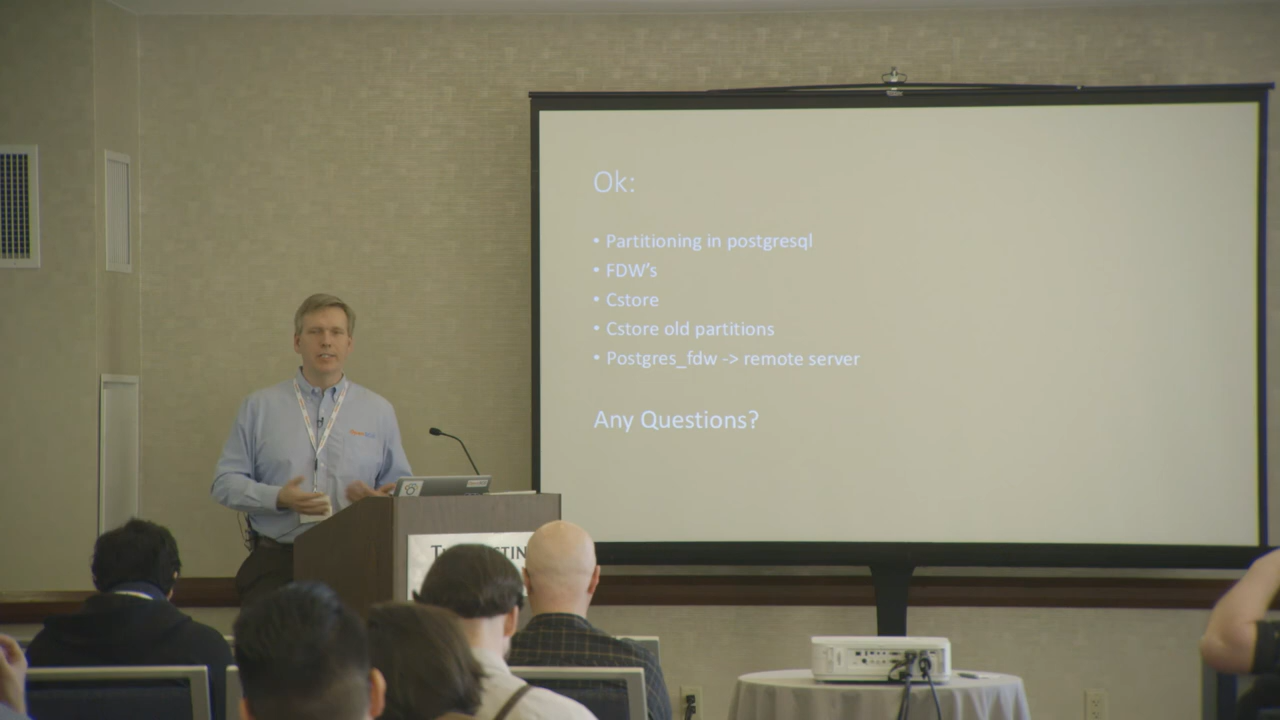 Ok:
• Partitioning in postgresql
• FDW's
• Cstore
• Cstore old partitions
• Postgres_fdw -> remote server
Any Questions?